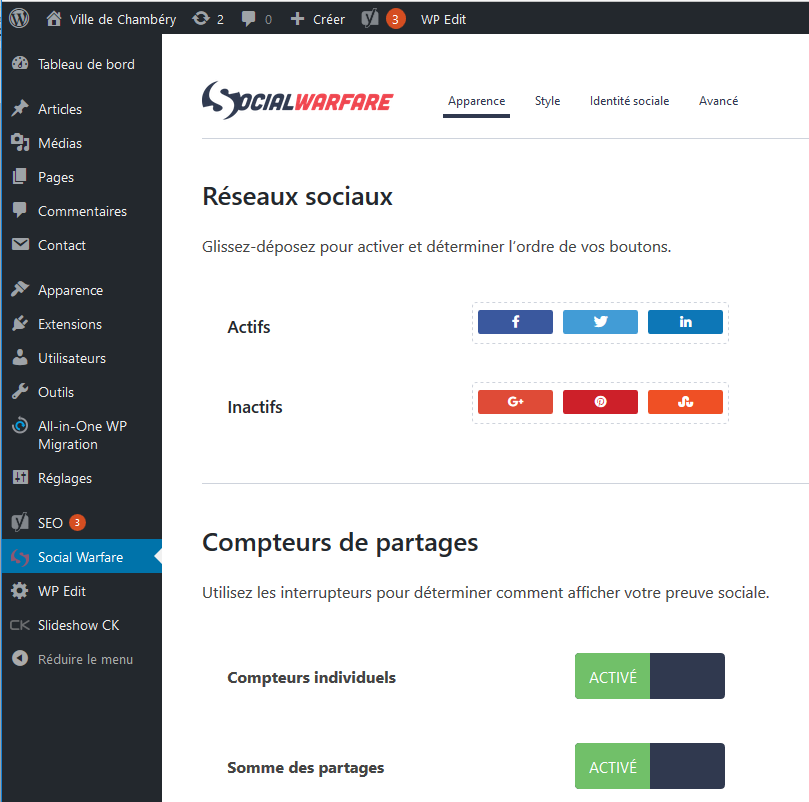 Ville de Chambéry 2 0 Créer 3 WP Edit
Tableau de bord
Articles
Médias
Pages
Commentaires
Contact
Apparence
Extensions
Utilisateurs
Outils
All-in-One WP
Migration
Réglages
SEO 3
Social Warfare
WP Edit
CK Slideshow CK
Réduire le menu
SOCIALWARFARE Apparence Style Identité sociale Avancé
Réseaux sociaux
Glissez-déposez pour activer et déterminer l’ordre de vos boutons.
Actifs
Inactifs
Compteurs de partages
Utilisez les interrupteurs pour déterminer comment afficher votre preuve sociale.
Compteurs individuels ACTIVÉ
Somme des partages ACTIVÉ